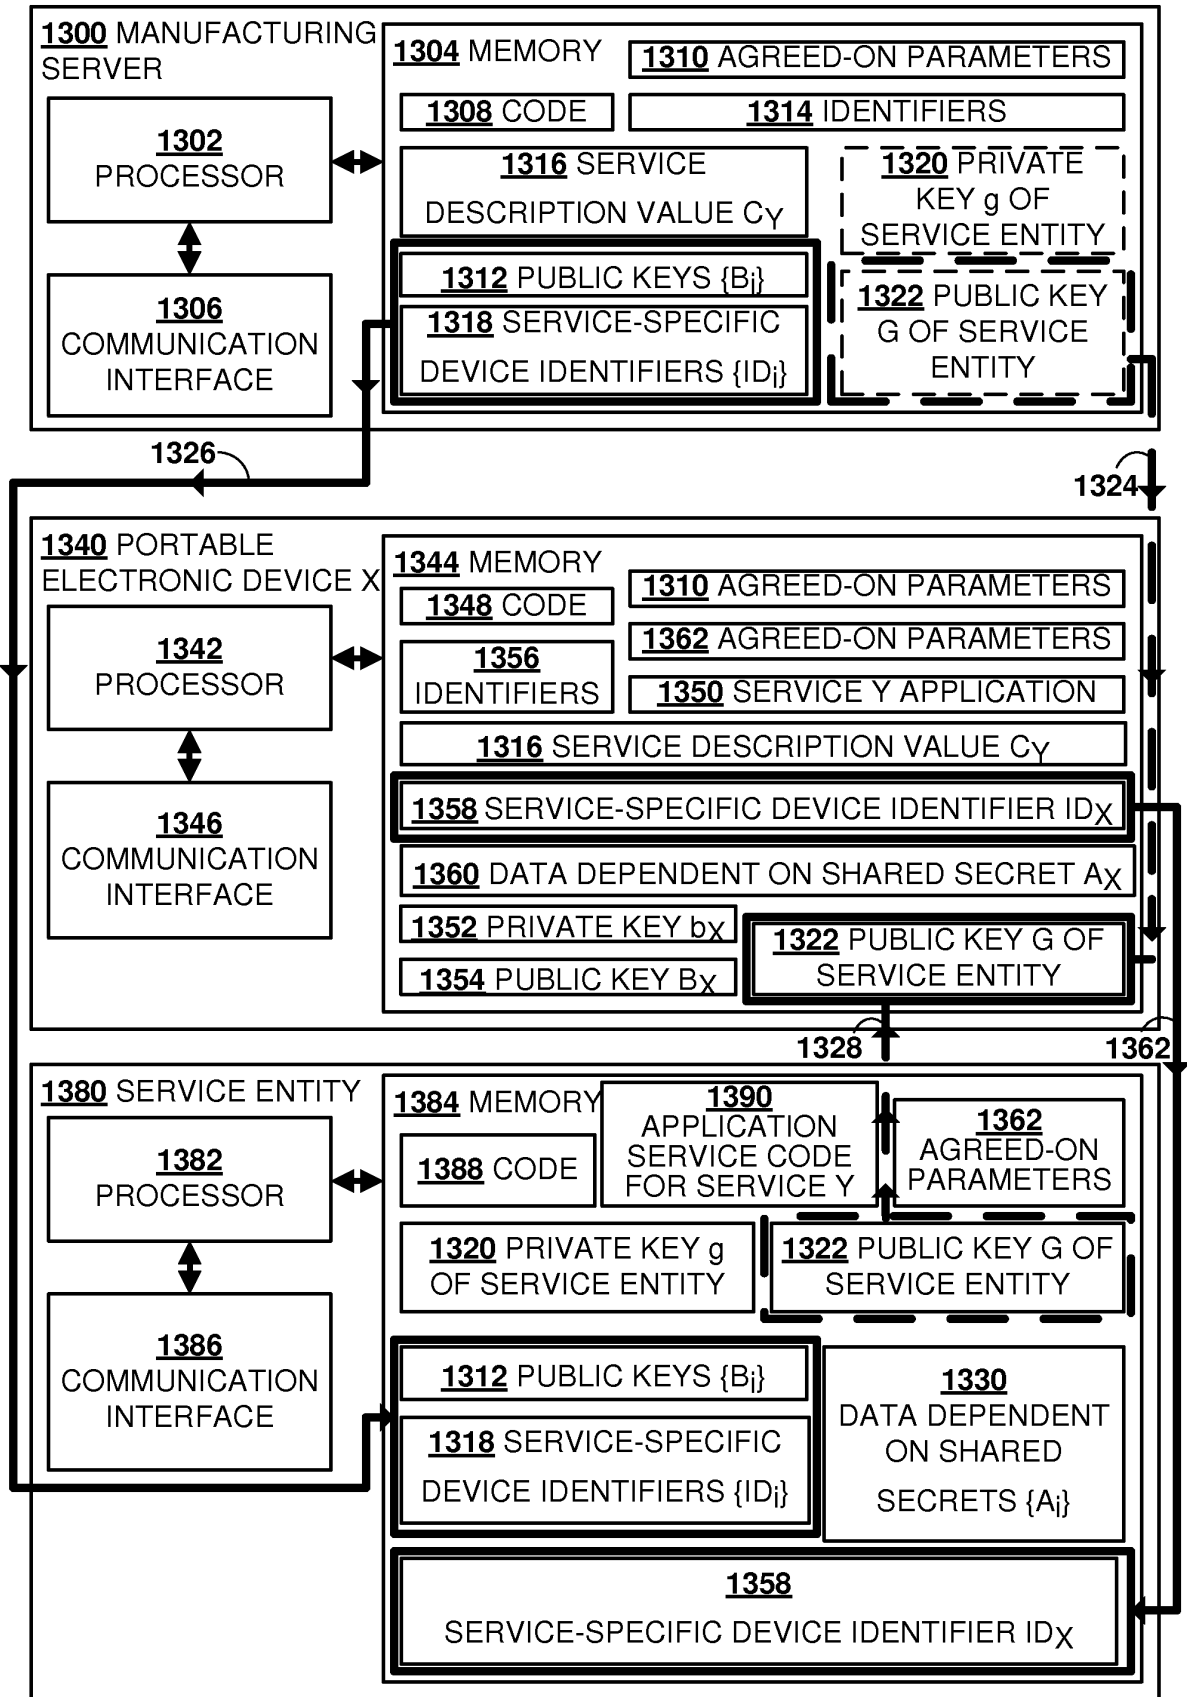 1300 MANUFACTURING
SERVER
1302
PROCESSOR
1306
COMMUNICATION
INTERFACE
1304 MEMORY
1310 AGREED-ON PARAMETERS
1308 CODE
1314 IDENTIFIERS
1316 SERVICE
DESCRIPTION VALUE CY
1320 PRIVATE
KEY g OF
SERVICE ENTITY
1312 PUBLIC KEYS {Bi}
1318 SERVICE-SPECIFIC
DEVICE IDENTIFIERS {IDi}
1322 PUBLIC KEY
G OF SERVICE
ENTITY
1326
1324
1340 PORTABLE
ELECTRONIC DEVICE X
1342
PROCESSOR
1346
COMMUNICATION
INTERFACE
1344 MEMORY
1310 AGREED-ON PARAMETERS
1348 CODE
1362 AGREED-ON PARAMETERS
1356
IDENTIFIERS
1350 SERVICE Y APPLICATION
1316 SERVICE DESCRIPTION VALUE CY
1358 SERVICE-SPECIFIC DEVICE IDENTIFIER IDX
1360 DATA DEPENDENT ON SHARED SECRET AX
1352 PRIVATE KEY bX
1354 PUBLIC KEY BX
1322 PUBLIC KEY G OF
SERVICE ENTITY
1328
1362
1380 SERVICE ENTITY
1382
PROCESSOR
1386
COMMUNICATION
INTERFACE
1384 MEMORY
1390
APPLICATION
SERVICE CODE
FOR SERVICE Y
1362
AGREED-ON
PARAMETERS
1388 CODE
1320 PRIVATE KEY g
OF SERVICE ENTITY
1322 PUBLIC KEY G OF
SERVICE ENTITY
1312 PUBLIC KEYS {Bi}
1318 SERVICE-SPECIFIC
DEVICE IDENTIFIERS {IDi}
1330
DATA DEPENDENT
ON SHARED
SECRETS {Ai}
1358
SERVICE-SPECIFIC DEVICE IDENTIFIER IDX